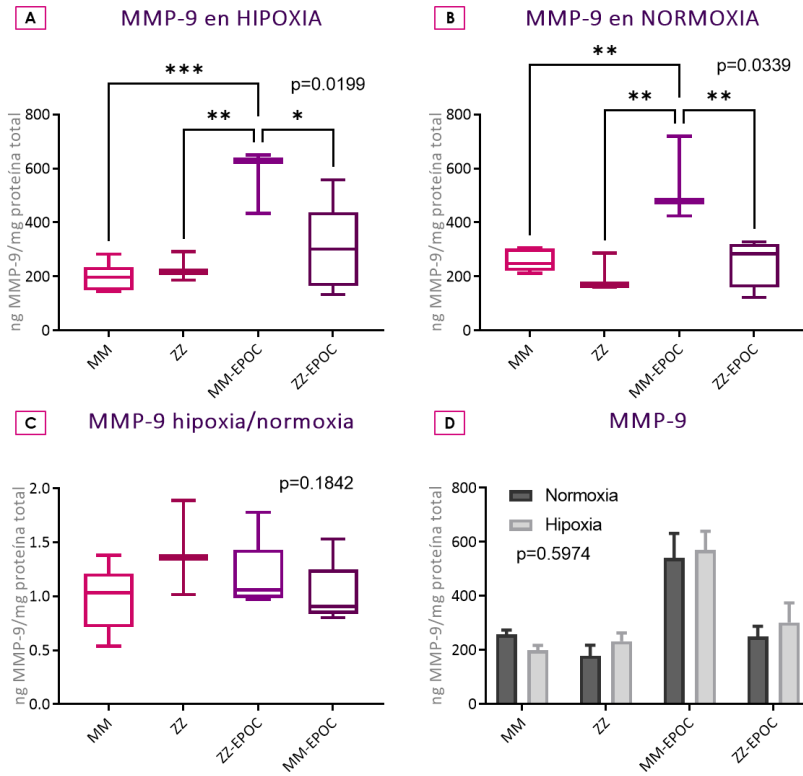 A
MMP-9 en HIPOXIA
***
p=0.0199
**
*
ng MMP-9/mg proteína total
800
600
400
200
0
MM
ZZ
MM-EPOC
ZZ-EPOC
B
MMP-9 en NORMOXIA
**
p=0.0339
**
**
ng MMP-9/mg proteína total
800
600
400
200
0
MM
ZZ
MM-EPOC
ZZ-EPOC
C
MMP-9 hipoxia/normoxia
p=0.1842
ng MMP-9/mg proteína total
2.0
1.5
1.0
0.5
0.0
MM
ZZ
ZZ-EPOC
MM-EPOC
D
MMP-9
Normoxia
Hipoxia
p=0.5974
ng MMP-9/mg proteína total
800
600
400
200
0
MM
ZZ
MM-EPOC
ZZ-EPOC